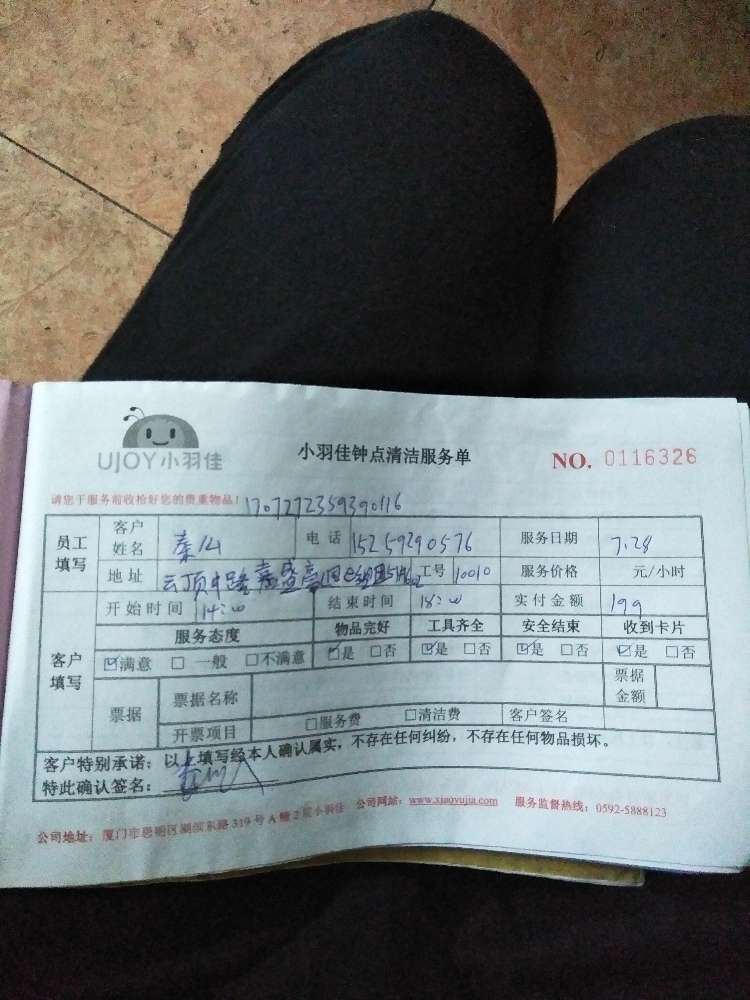 UJOY小羽佳
小羽佳钟点清洁服务单
NO. 0116326
请您于服务前收检好您的贵重物品!
1707272359390116
员工填写 客户姓名 秦 电话 15259290576 服务日期 7.28
地址 云顶中路嘉盛豪园 工号 10010 服务价格 元/小时
客户填写 开始时间 14:00 结束时间 18:00 实付金额 199
服务态度 物品完好 工具齐全 安全结束 收到卡片
☑满意 □一般 □不满意 ☑是 □否 ☑是 □否 ☑是 □否 ☑是 □否
票据 票据名称 票据金额
开票项目 □服务费 □清洁费 客户签名
客户特别承诺:以上填写经本人确认属实,不存在任何纠纷,不存在任何物品损坏。
特此确认签名:
公司地址:厦门市思明区湖滨东路319号A幢2层小羽佳 公司网站:www.xiaoyujia.com 服务监督热线:0592-5888123